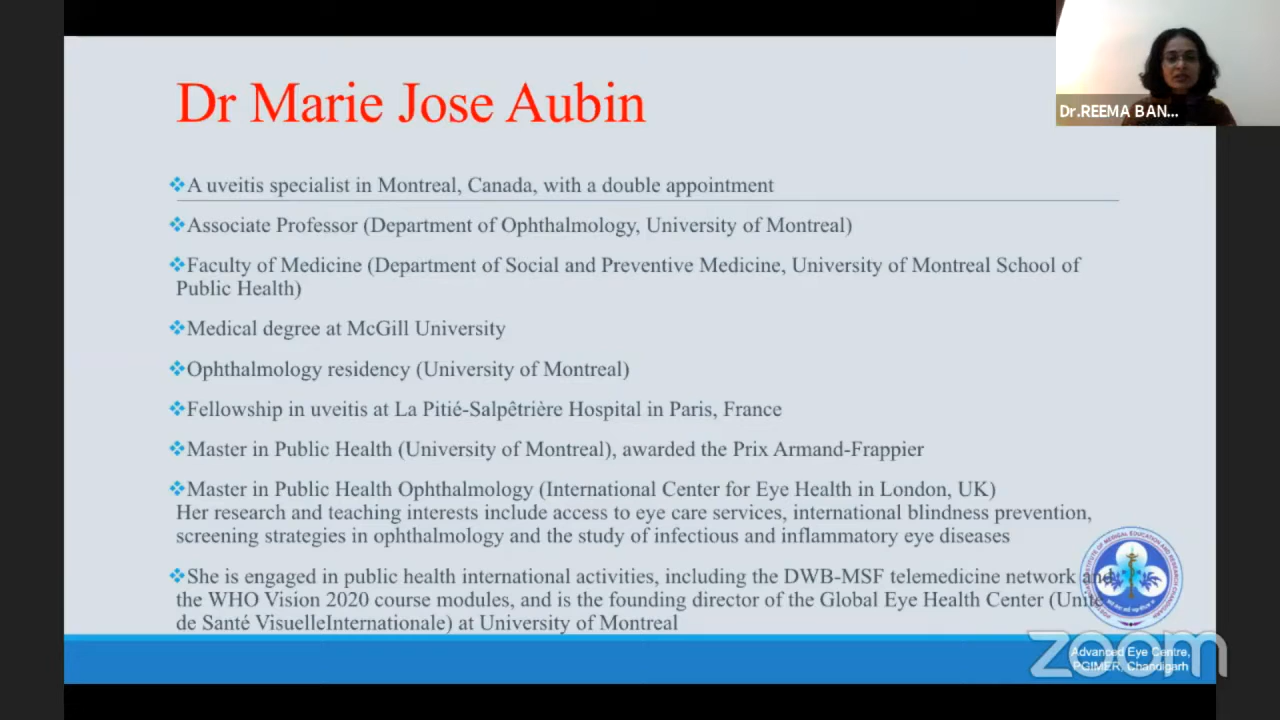 Dr Marie Jose Aubin
Dr.REEMA BAN...
A uveitis specialist in Montreal, Canada, with a double appointment
Associate Professor (Department of Ophthalmology, University of Montreal)
Faculty of Medicine (Department of Social and Preventive Medicine, University of Montreal School of
Public Health)
Medical degree at McGill University
Ophthalmology residency (University of Montreal)
Fellowship in uveitis at La Pitié-Salpêtrière Hospital in Paris, France
Master in Public Health (University of Montreal), awarded the Prix Armand-Frappier
Master in Public Health Ophthalmology (International Center for Eye Health in London, UK)
Her research and teaching interests include access to eye care services, international blindness prevention,
screening strategies in ophthalmology and the study of infectious and inflammatory eye diseases
She is engaged in public health international activities, including the DWB-MSF telemedicine network and
the WHO Vision 2020 course modules, and is the founding director of the Global Eye Health Center (Unité
de Santé VisuelleInternationale) at University of Montreal
zoom
Advanced Eye Centre,
PGIMER, Chandigarh